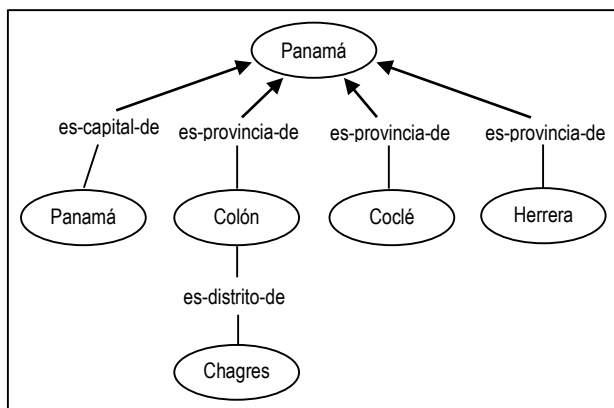 Panamá
es-capital-de es-provincia-de es-provincia-de es-provincia-de
Panamá Colón Coclé Herrera
es-distrito-de
Chagres